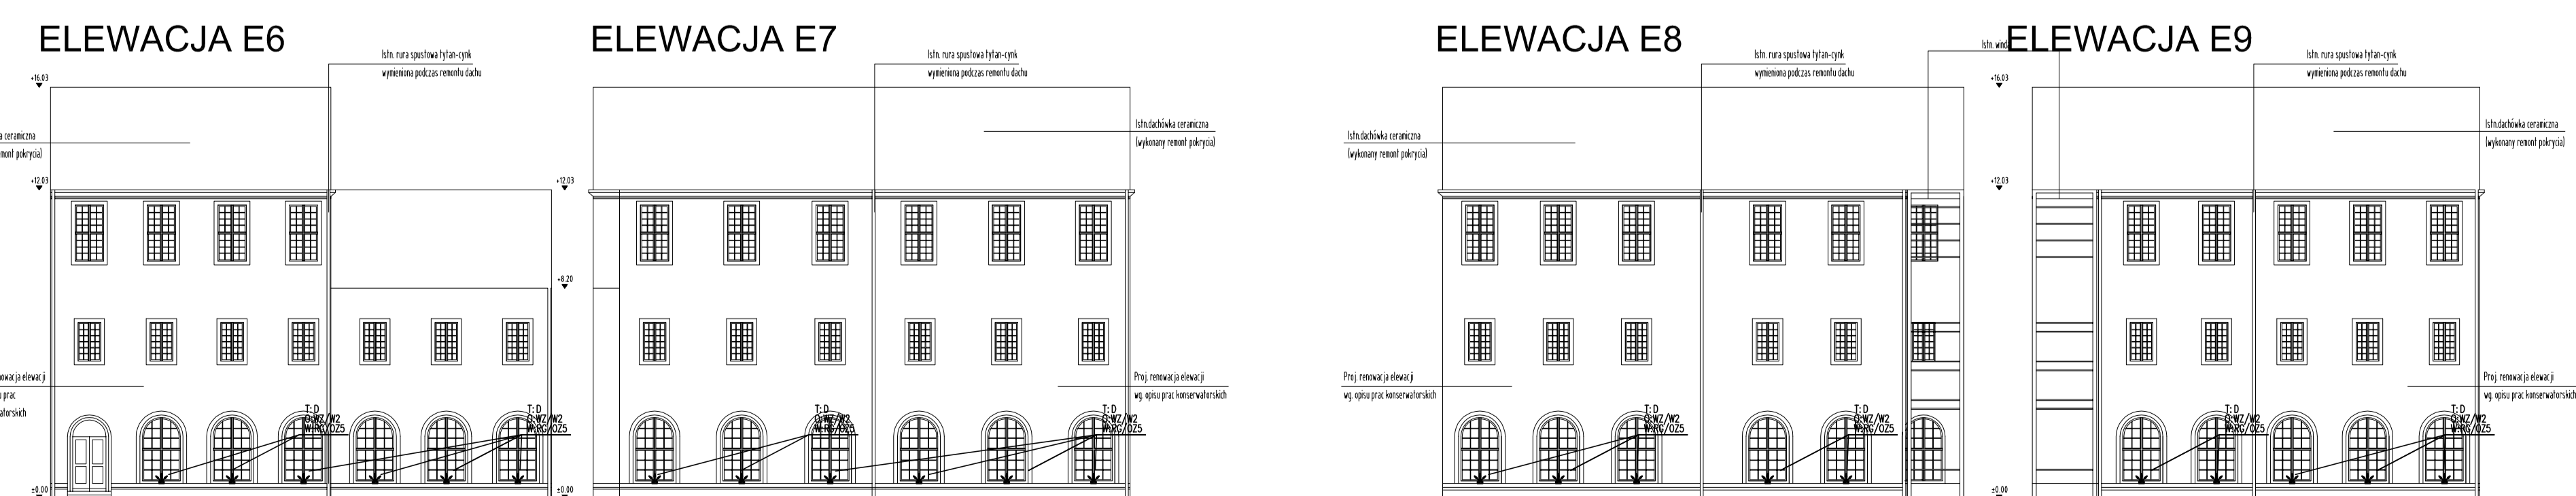 ELEWACJA E6
Istn. rura spustowa tytan-cynk
wymieniona podczas remontu dachu
+16.03
a ceramiczna
mont pokrycia)
+12.03
nowacja elewacji
u prac
atorskich
T:D
O:WZ/W2
W:RG/OZ5
T:D
O:WZ/W2
W:RG/OZ5
±0.00
ELEWACJA E7
Istn. rura spustowa tytan-cynk
wymieniona podczas remontu dachu
Istn.dachówka ceramiczna
(wykonany remont pokrycia)
+12.03
+8.20
Proj. renowacja elewacji
wg. opisu prac konserwatorskich
T:D
O:WZ/W2
W:RG/OZ5
T:D
O:WZ/W2
W:RG/OZ5
±0.00
ELEWACJA E8
Istn. rura spustowa tytan-cynk
wymieniona podczas remontu dachu
Istn. winda
Istn.dachówka ceramiczna
(wykonany remont pokrycia)
Proj. renowacja elewacji
wg. opisu prac konserwatorskich
T:D
O:WZ/W2
W:RG/OZ5
T:D
O:WZ/W2
W:RG/OZ5
ELEWACJA E9
Istn. rura spustowa tytan-cynk
wymieniona podczas remontu dachu
+16.03
Istn.dachówka ceramiczna
(wykonany remont pokrycia)
+12.03
Proj. renowacja elewacji
wg. opisu prac konserwatorskich
T:D
O:WZ/W2
W:RG/OZ5
T:D
O:WZ/W2
W:RG/OZ5
±0.00